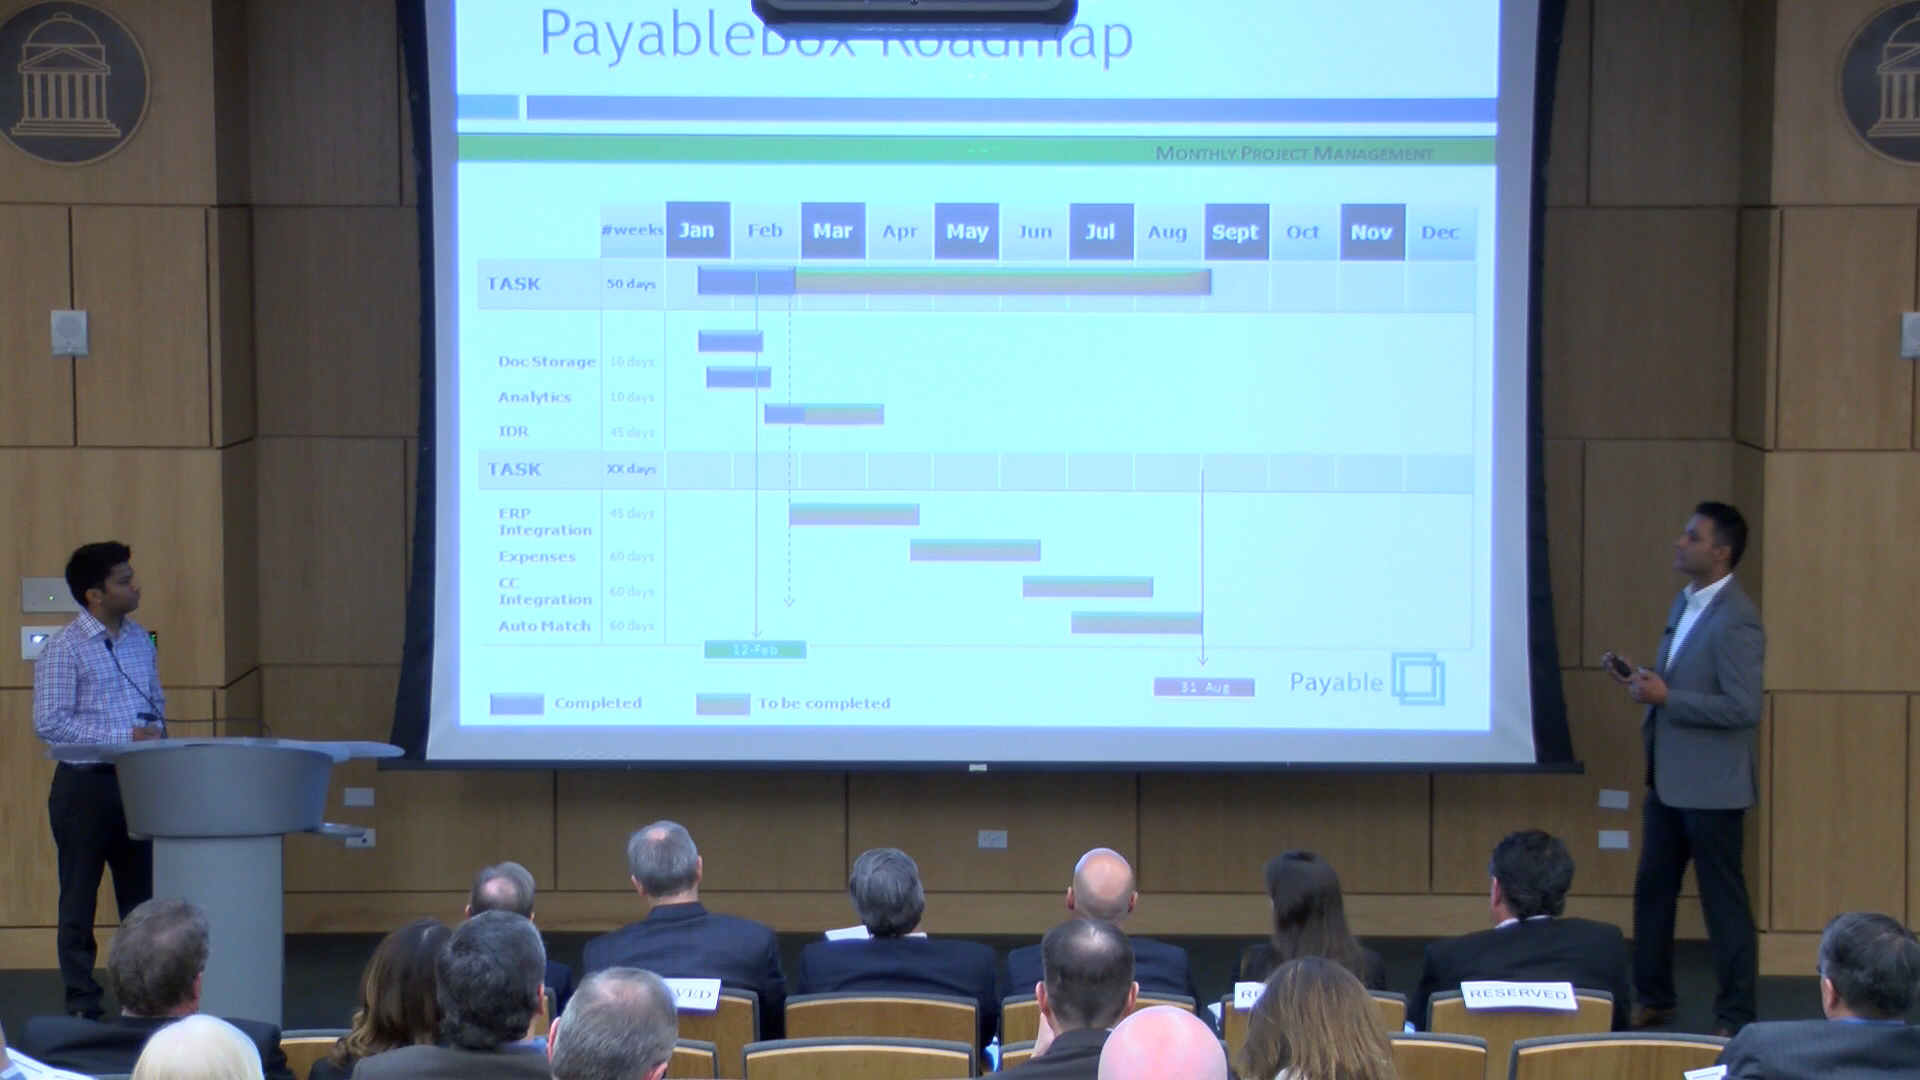 PayableBox Roadmap
MONTHLY PROJECT MANAGEMENT
#weeks Jan Feb Mar Apr May Jun Jul Aug Sept Oct Nov Dec
TASK 50 days
Doc Storage 10 days
Analytics 10 days
IDR 45 days
TASK XX days
ERP 45 days
Integration
Expenses 60 days
CC
Integration 60 days
Auto Match 60 days
12-Feb
31 Aug
Payable
Completed
To be completed
VED
RE
RESERVED